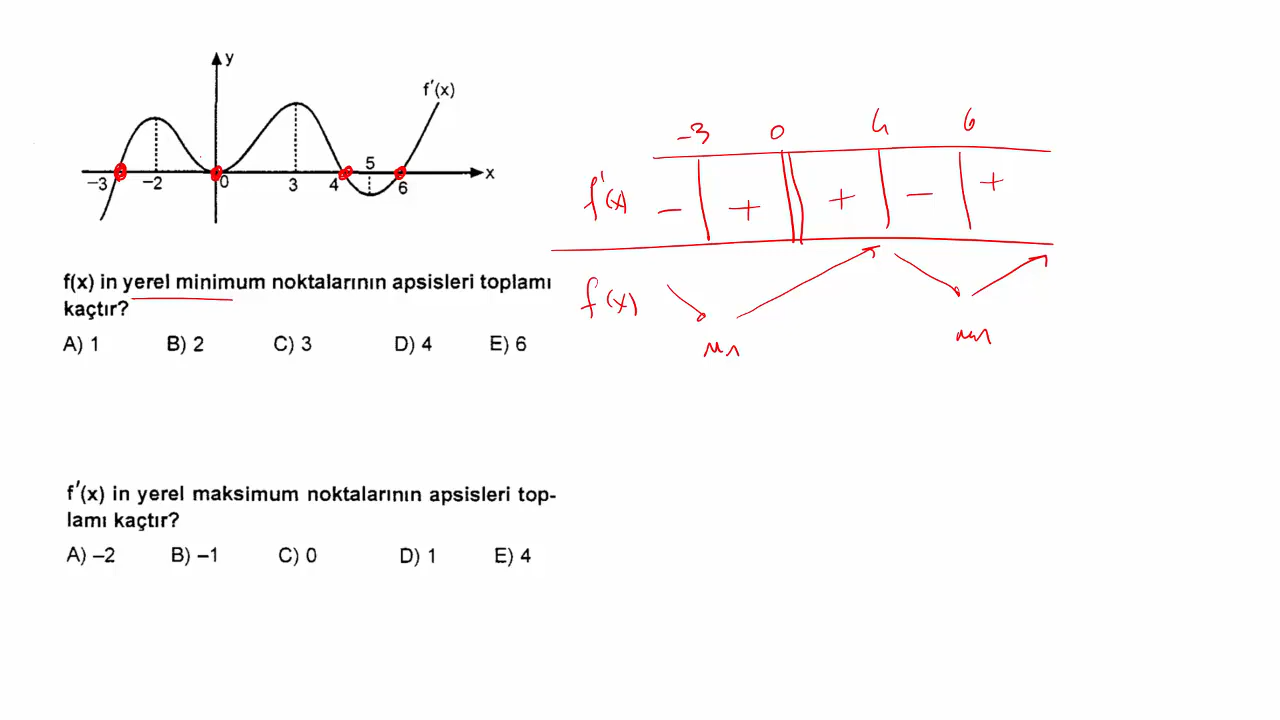 y
f'(x)
-3 0 4 6
5
x
–3 –2 0 3 4 6
f'(x) - + + - +
f(x) in yerel minimum noktalarının apsisleri toplamı
kaçtır?
f(x)
A) 1 B) 2 C) 3 D) 4 E) 6
f'(x) in yerel maksimum noktalarının apsisleri top-
lamı kaçtır?
A) –2 B) –1 C) 0 D) 1 E) 4